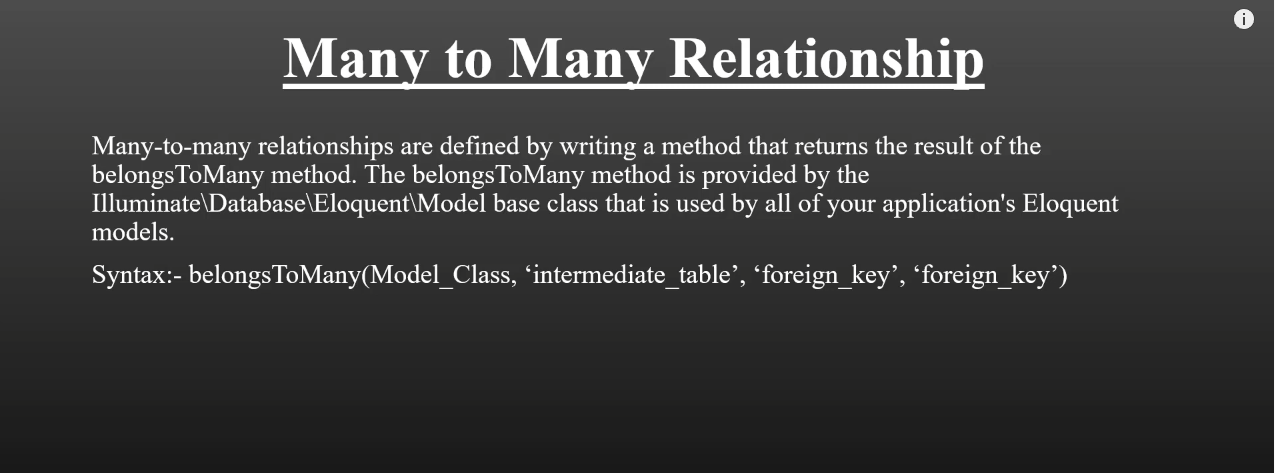 Many to Many Relationship
Many-to-many relationships are defined by writing a method that returns the result of the
belongsToMany method. The belongsToMany method is provided by the
Illuminate\Database\Eloquent\Model base class that is used by all of your application's Eloquent
models.
Syntax:- belongsToMany(Model_Class, ‘intermediate_table’, ‘foreign_key’, ‘foreign_key’)